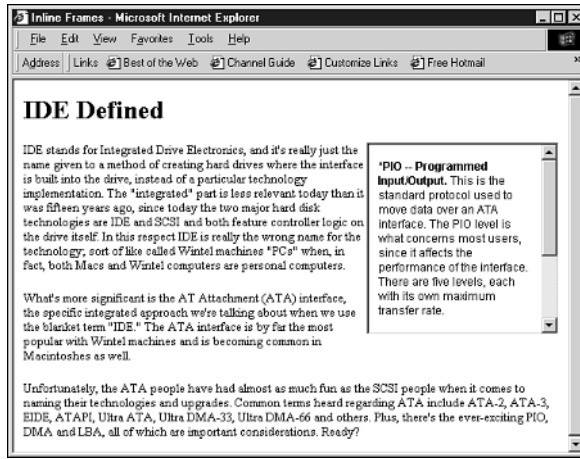 Inline Frames - Microsoft Internet Explorer
File Edit View Favorites Tools Help
Address Links Best of the Web Channel Guide Customize Links Free Hotmail
IDE Defined
IDE stands for Integrated Drive Electronics, and it's really just the
name given to a method of creating hard drives where the interface
is built into the drive, instead of a particular technology
implementation. The "integrated" part is less relevant today than it
was fifteen years ago, since today the two major hard disk
technologies are IDE and SCSI and both feature controller logic on
the drive itself. In this respect IDE is really the wrong name for the
technology; sort of like called Wintel machines "PCs" when, in
fact, both Macs and Wintel computers are personal computers.
*PIO -- Programmed
Input/Output. This is the
standard protocol used to
move data over an ATA
interface. The PIO level is
what concerns most users,
since it affects the
performance of the interface.
There are five levels, each
with its own maximum
transfer rate.
What's more significant is the AT Attachment (ATA) interface,
the specific integrated approach we're talking about when we use
the blanket term "IDE." The ATA interface is by far the most
popular with Wintel machines and is becoming common in
Macintoshes as well.
Unfortunately, the ATA people have had almost as much fun as the SCSI people when it comes to
naming their technologies and upgrades. Common terms heard regarding ATA include ATA-2, ATA-3,
EIDE, ATAPI, Ultra ATA, Ultra DMA-33, Ultra DMA-66 and others. Plus, there's the ever-exciting PIO,
DMA and LBA, all of which are important considerations. Ready?